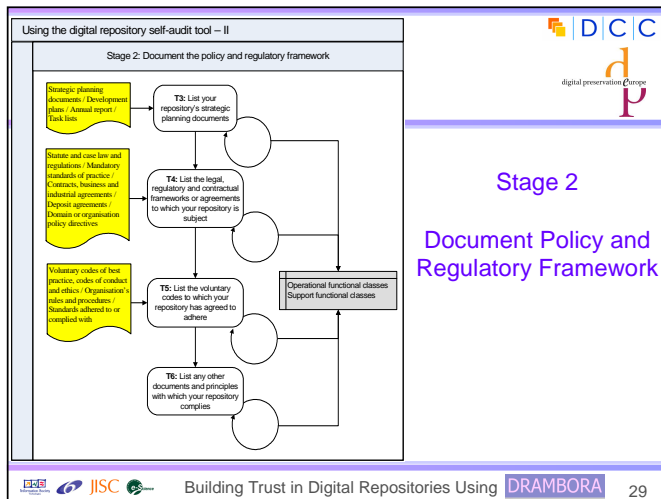 Using the digital repository self-audit tool – II
Stage 2: Document the policy and regulatory framework
Strategic planning
documents / Development
plans / Annual report /
Task lists
T3: List your
repository's strategic
planning documents
Statute and case law and
regulations / Mandatory
standards of practice /
Contracts, business and
industrial agreements /
Deposit agreements /
Domain or organisation
policy directives
T4: List the legal,
regulatory and contractual
frameworks or agreements
to which your repository is
subject
Voluntary codes of best
practice, codes of conduct
and ethics / Organisation's
rules and procedures /
Standards adhered to or
complied with
T5: List the voluntary
codes to which your
repository has agreed to
adhere
Operational functional classes
Support functional classes
T6: List any other
documents and principles
with which your repository
complies
D|C|C
d
digital preservation europe
p
Stage 2
Document Policy and
Regulatory Framework
Information Society
JISC
e-Science
Building Trust in Digital Repositories Using DRAMBORA
29